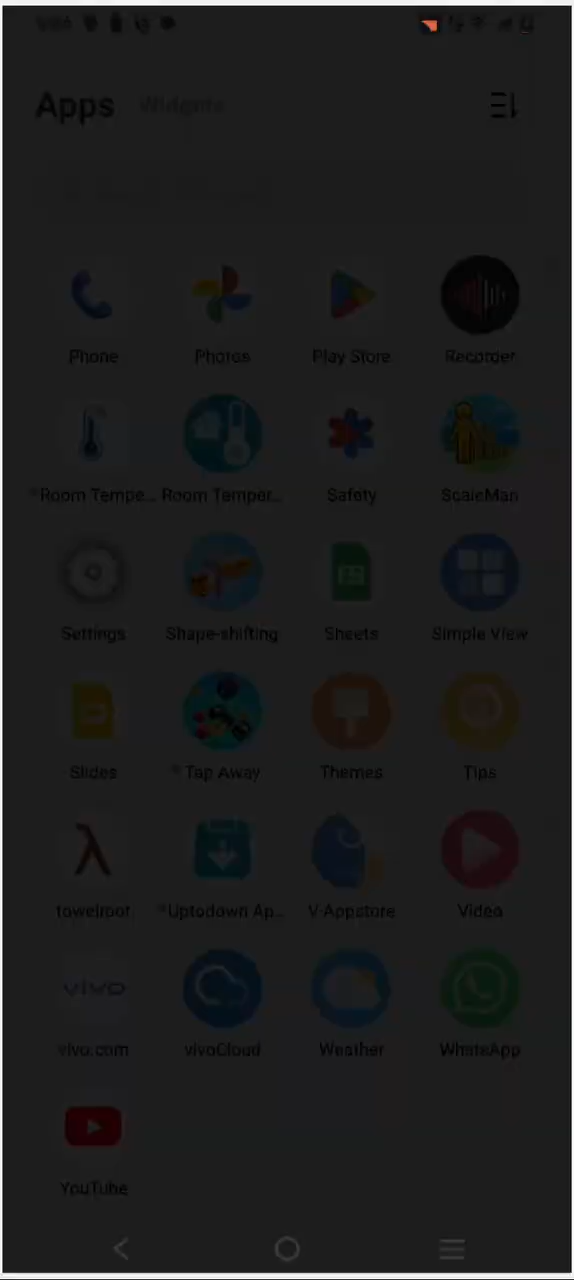 Apps Widgets
Phone Photos Play Store Recorder
Room Tempe... Room Temper... Safety ScaleMan
Settings Shape-shifting Sheets Simple View
Slides Tap Away Themes Tips
towelroot Uptodown Ap... V-Appstore Video
vivo
vivo.com vivoCloud Weather WhatsApp
YouTube